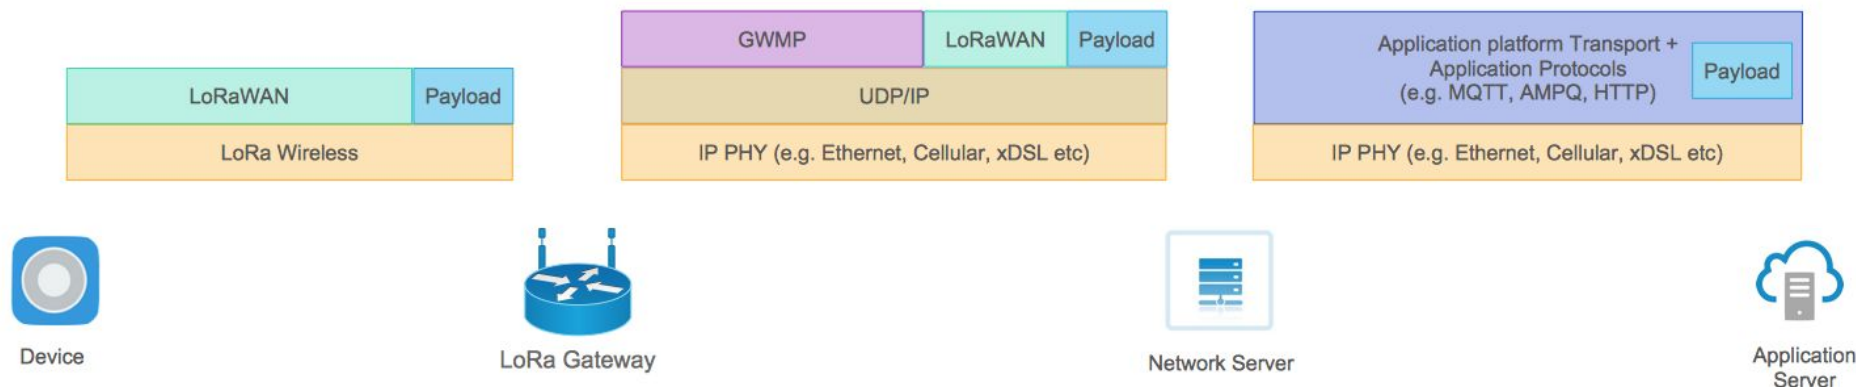 LoRaWAN
Payload
LoRa Wireless
GWMP
LoRaWAN
Payload
UDP/IP
IP PHY (e.g. Ethernet, Cellular, xDSL etc)
Application platform Transport +
Application Protocols
(e.g. MQTT, AMPQ, HTTP)
Payload
IP PHY (e.g. Ethernet, Cellular, xDSL etc)
Device
LoRa Gateway
Network Server
Application
Server